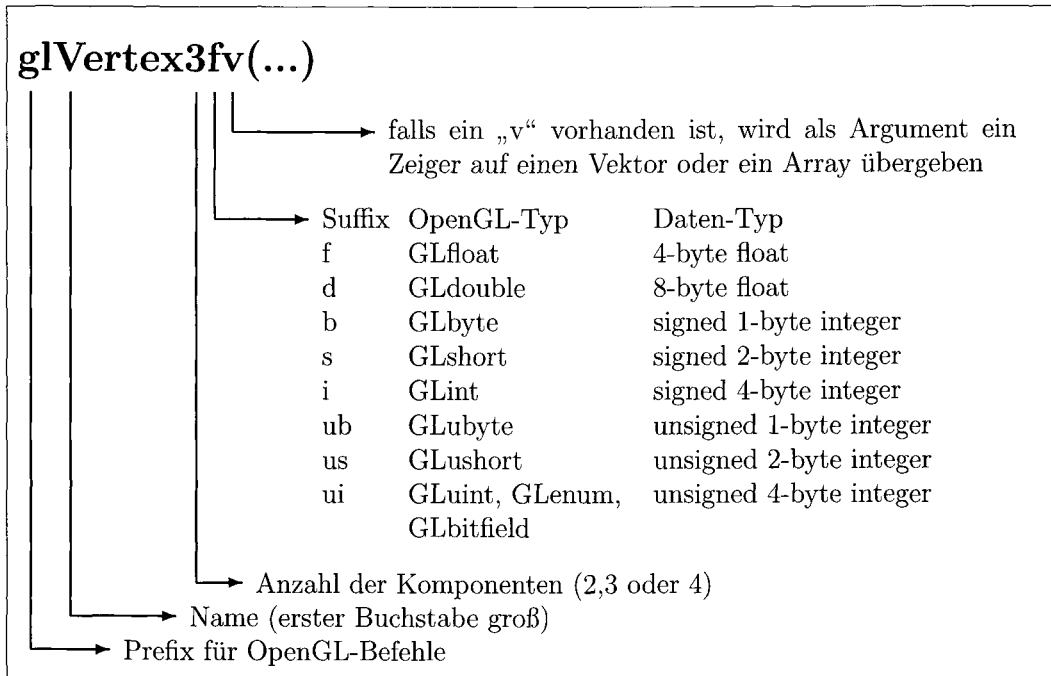 glVertex3fv(...)
falls ein „v“ vorhanden ist, wird als Argument ein
Zeiger auf einen Vektor oder ein Array übergeben
Suffix OpenGL-Typ Daten-Typ
f GLfloat 4-byte float
d GLdouble 8-byte float
b GLbyte signed 1-byte integer
s GLshort signed 2-byte integer
i GLint signed 4-byte integer
ub GLubyte unsigned 1-byte integer
us GLushort unsigned 2-byte integer
ui GLuint, GLenum, unsigned 4-byte integer
GLbitfield
Anzahl der Komponenten (2,3 oder 4)
Name (erster Buchstabe groß)
Prefix für OpenGL-Befehle